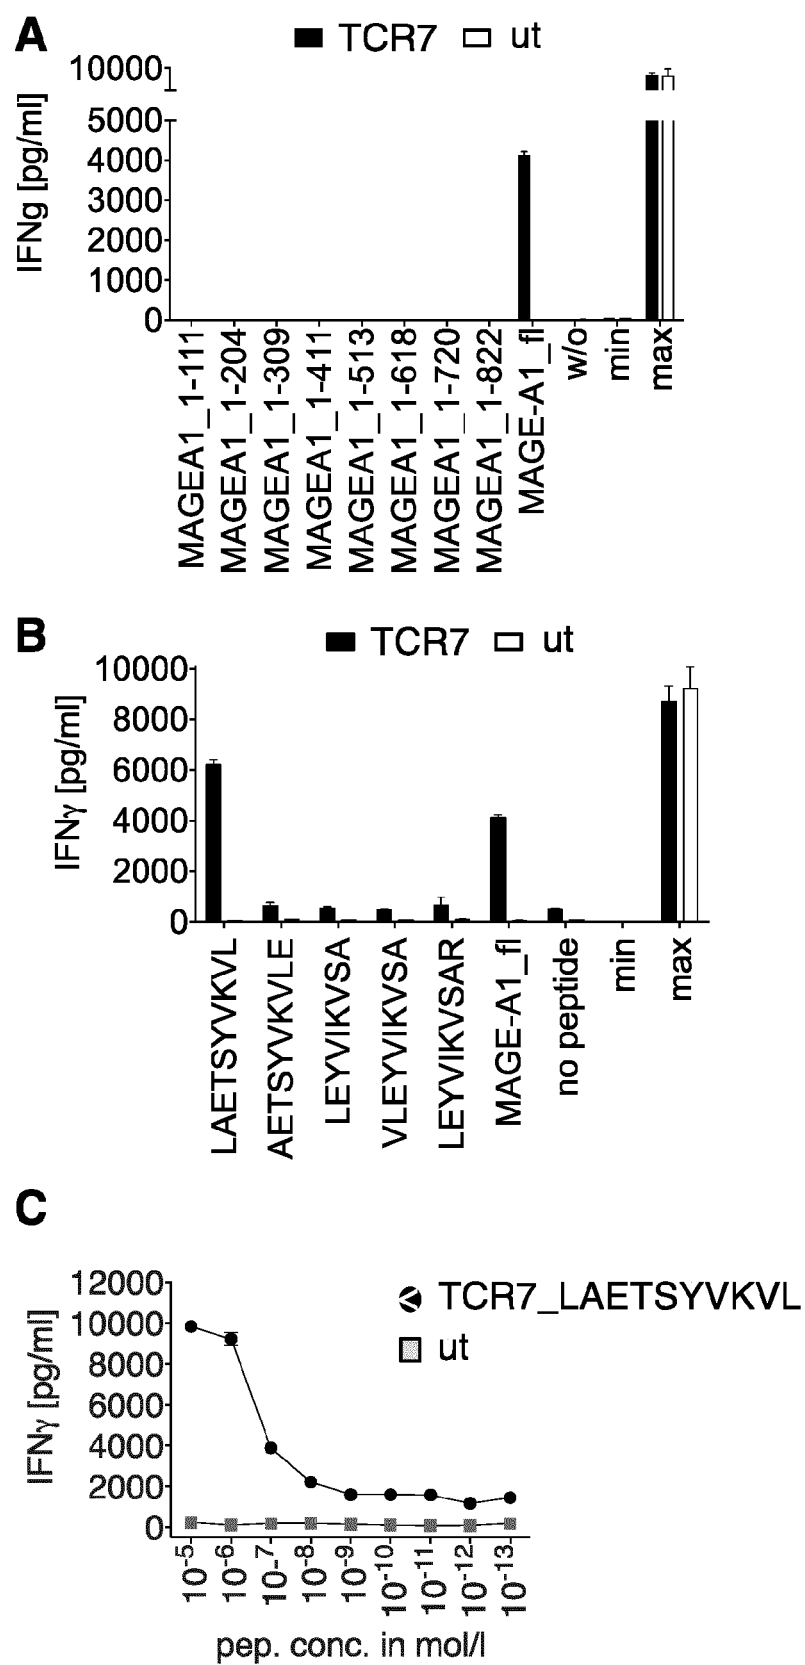 A
TCR7 ut
IFNg [pg/ml]
10000
5000
4000
3000
2000
1000
0
MAGEA1_1-111
MAGEA1_1-204
MAGEA1_1-309
MAGEA1_1-411
MAGEA1_1-513
MAGEA1_1-618
MAGEA1_1-720
MAGEA1_1-822
MAGE-A1_fl
w/o
min
max
B
TCR7 ut
IFNγ [pg/ml]
10000
8000
6000
4000
2000
0
LAETSYVKVL
AETSYVKVLE
LEYVIKVSA
VLEYVIKVSA
LEYVIKVSAR
MAGE-A1_fl
no peptide
min
max
C
IFNγ [pg/ml]
12000
10000
8000
6000
4000
2000
0
TCR7_LAETSYVKVL
ut
10-5
10-6
10-7
10-8
10-9
10-10
10-11
10-12
10-13
pep. conc. in mol/l